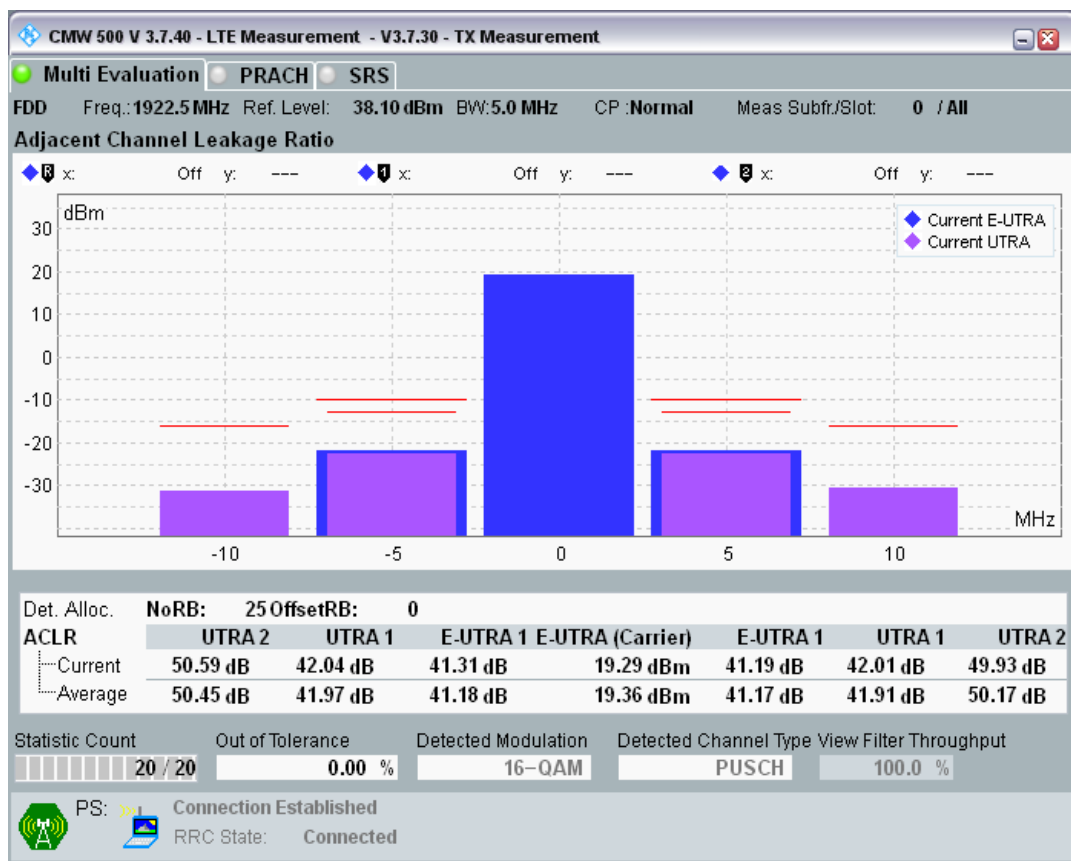 CMW 500 V 3.7.40 - LTE Measurement - V3.7.30 - TX Measurement
Multi Evaluation PRACH SRS
FDD Freq.: 1922.5 MHz Ref. Level: 38.10 dBm BW: 5.0 MHz CP : Normal Meas Subfr./Slot: 0 / All
Adjacent Channel Leakage Ratio
R x: Off y: --- 1 x: Off y: --- 2 x: Off y: ---
dBm
Current E-UTRA
Current UTRA
30
20
10
0
-10
-20
-30
MHz
-10 -5 0 5 10
Det. Alloc. NoRB: 25 OffsetRB: 0
ACLR UTRA 2 UTRA 1 E-UTRA 1 E-UTRA (Carrier) E-UTRA 1 UTRA 1 UTRA 2
Current 50.59 dB 42.04 dB 41.31 dB 19.29 dBm 41.19 dB 42.01 dB 49.93 dB
Average 50.45 dB 41.97 dB 41.18 dB 19.36 dBm 41.17 dB 41.91 dB 50.17 dB
Statistic Count Out of Tolerance Detected Modulation Detected Channel Type View Filter Throughput
20 / 20 0.00 % 16-QAM PUSCH 100.0 %
PS: Connection Established
RRC State: Connected